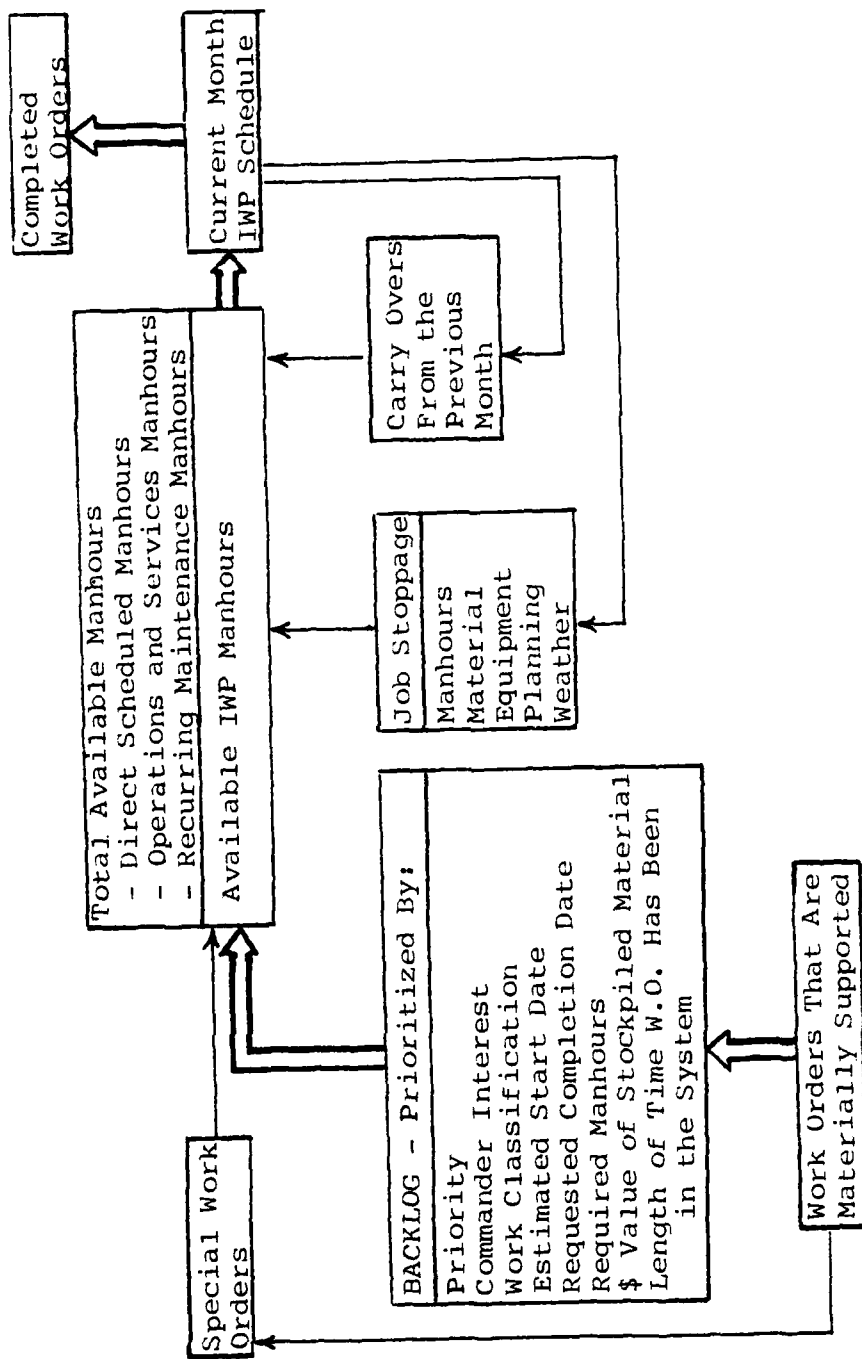 Completed
Work Orders
Total Available Manhours
- Direct Scheduled Manhours
- Operations and Services Manhours
- Recurring Maintenance Manhours
Available IWP Manhours
Current Month
IWP Schedule
Special Work
Orders
BACKLOG - Prioritized By:
Priority
Commander Interest
Work Classification
Estimated Start Date
Requested Completion Date
Required Manhours
$ Value of Stockpiled Material
Length of Time W.O. Has Been
in the System
Job Stoppage
Manhours
Material
Equipment
Planning
Weather
Carry Overs
From the
Previous
Month
Work Orders That Are
Materially Supported